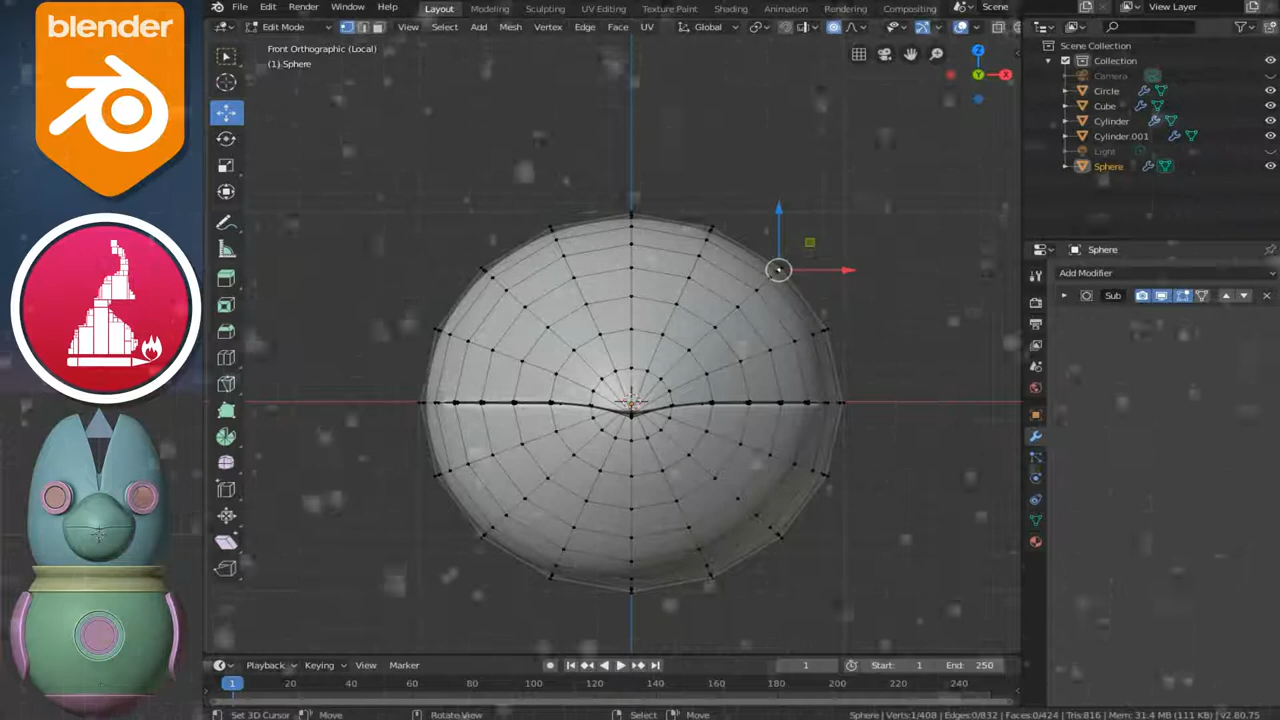 blender
File Edit Render Window Help
Layout Modeling Sculpting UV Editing Texture Paint Shading Animation Rendering Compositing
Scene
View Layer
Edit Mode
View Select Add Mesh Vertex Edge Face UV
Global
Front Orthographic (Local)
(1) Sphere
Z
Y
X
Scene Collection
Collection
Camera
Circle
Cube
Cylinder
Cylinder.001
Light
Sphere
Sphere
Add Modifier
Sub
Playback Keying View Marker
1
Start: 1
End: 250
1 20 40 60 80 100 120 140 160 180 200 220 240
Set 3D Cursor Move Rotate View Select Move
Sphere | Verts:1/408 | Edges:0/832 | Faces:0/424 | Tris:816 | Mem: 31.4 MB (111 KB) | v2.80.75